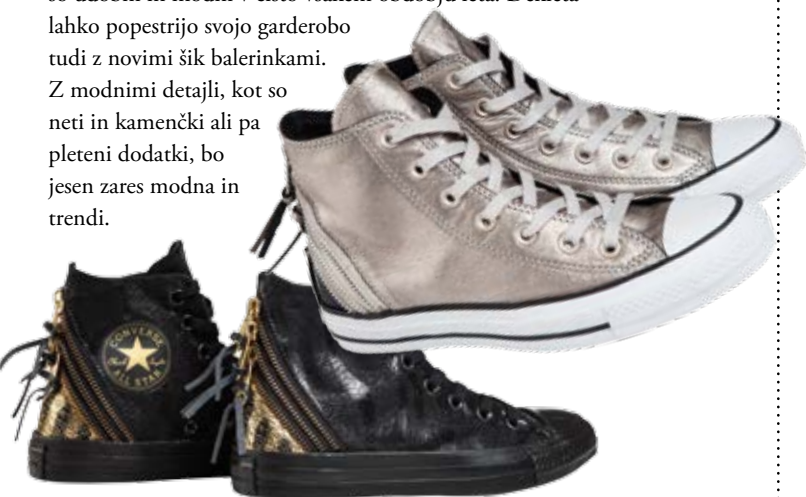 lahko popestrijo svojo garderobo
tudi z novimi šik balerinkami.
Z modnimi detajli, kot so
neti in kamenčki ali pa
pleteni dodatki, bo
jesen zares modna in
trendi.
CONVERSE
ALL STAR